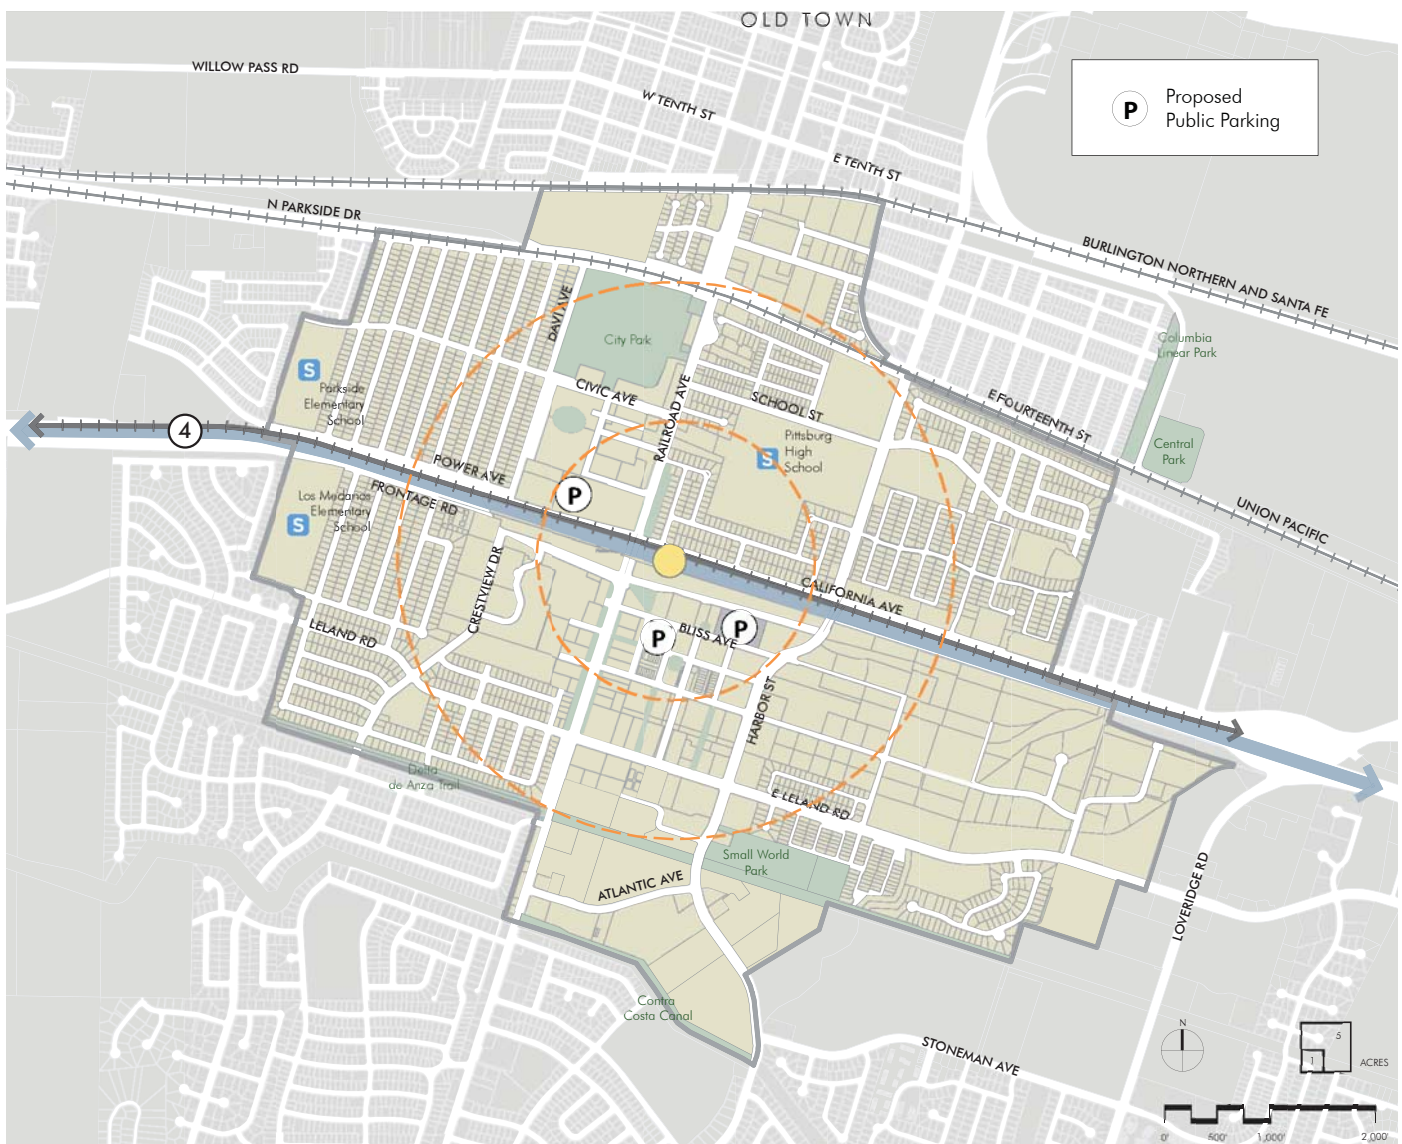 OLD TOWN
WILLOW PASS RD
W TENTH ST
P
Proposed
Public Parking
E TENTH ST
N PARKSIDE DR
BURLINGTON NORTHERN AND SANTA FE
DAVI AVE
City Park
Columbia
Linear Park
S
Parkside
Elementary
School
CIVIC AVE
RAILROAD AVE
SCHOOL ST
E FOURTEENTH ST
4
S
Pittsburg
High
School
Central
Park
POWER AVE
FRONTAGE RD
P
Los Medanos
Elementary
School
S
UNION PACIFIC
CRESTVIEW DR
CALIFORNIA AVE
LELAND RD
P
BLISS AVE
P
HARBOR ST
Delta
de Anza Trail
E LELAND RD
Small World
Park
ATLANTIC AVE
LOVERIDGE RD
Contra
Costa Canal
STONEMAN AVE
N
5
1
ACRES
0'
500'
1,000'
2,000'